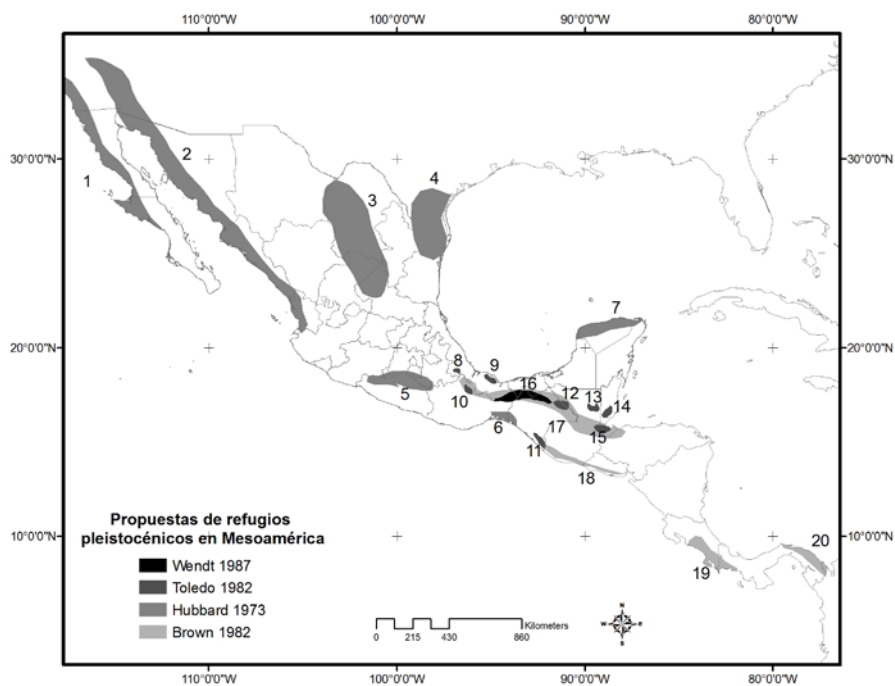 110°0'0"W 100°0'0"W 90°0'0"W 80°0'0"W
30°0'0"N 30°0'0"N
20°0'0"N 20°0'0"N
10°0'0"N 10°0'0"N
1
2
3
4
5
6
7
8
9
10
11
12
13
14
15
16
17
18
19
20
Propuestas de refugios
pleistocénicos en Mesoamérica
Wendt 1987
Toledo 1982
Hubbard 1973
Brown 1982
Kilometers
0 215 430 860
N
W E
S
110°0'0"W 100°0'0"W 90°0'0"W 80°0'0"W